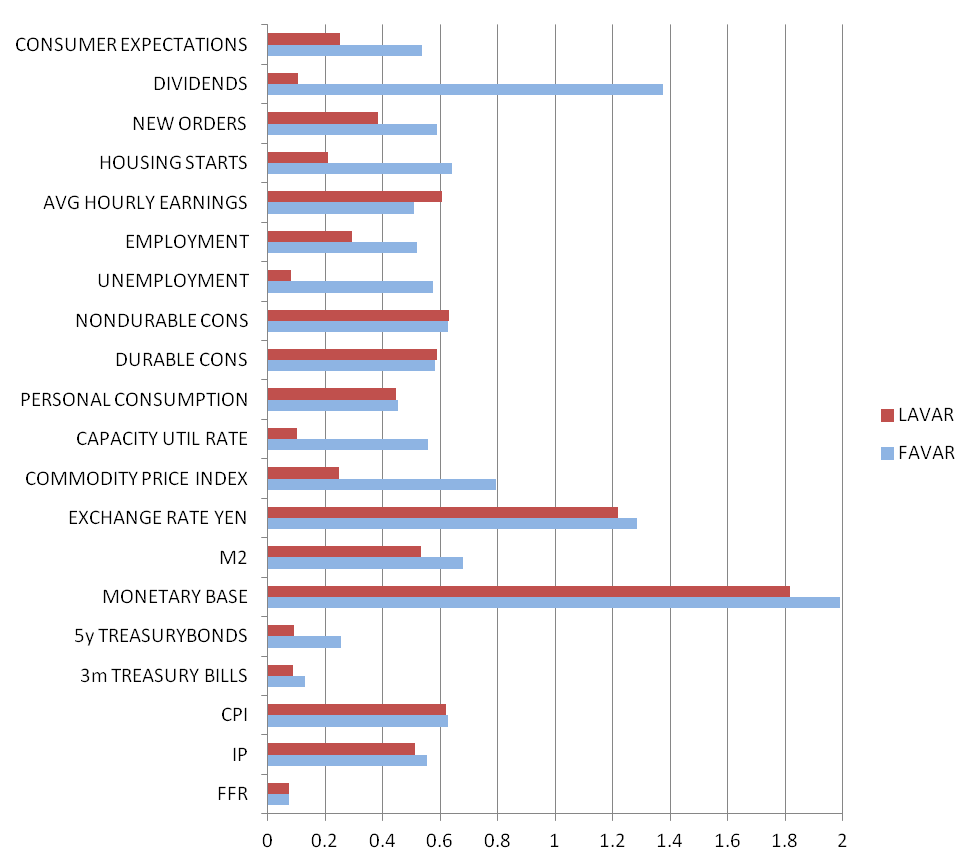 CONSUMER EXPECTATIONS
DIVIDENDS
NEW ORDERS
HOUSING STARTS
AVG HOURLY EARNINGS
EMPLOYMENT
UNEMPLOYMENT
NONDURABLE CONS
DURABLE CONS
PERSONAL CONSUMPTION
CAPACITY UTIL RATE
COMMODITY PRICE INDEX
EXCHANGE RATE YEN
M2
MONETARY BASE
5y TREASURYBONDS
3m TREASURY BILLS
CPI
IP
FFR
0 0.2 0.4 0.6 0.8 1 1.2 1.4 1.6 1.8 2
LAVAR
FAVAR